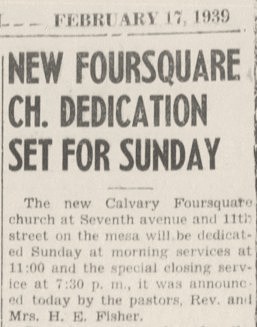 FEBRUARY 17, 1939
NEW FOURSQUARE
CH. DEDICATION
SET FOR SUNDAY
The new Calvary Foursquare
church at Seventh avenue and 11th
street on the mesa will be dedicat-
ed Sunday at morning services at
11:00 and the special closing serv-
ice at 7:30 p. m., it was announc-
ed today by the pastors, Rev. and
Mrs. H. E. Fisher.